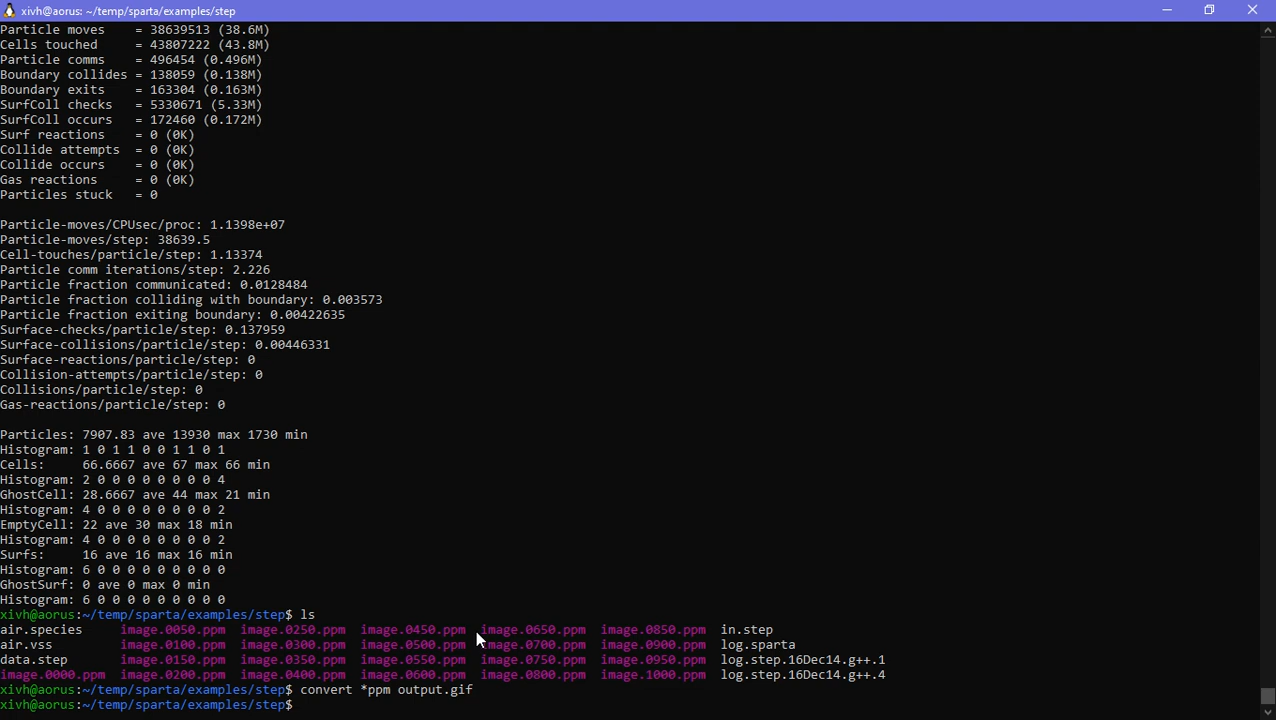 xivh@aorus: ~/temp/sparta/examples/step
Particle moves    = 38639513 (38.6M)
Cells touched     = 43807222 (43.8M)
Particle comms    = 496454 (0.496M)
Boundary collides = 138059 (0.138M)
Boundary exits    = 163304 (0.163M)
SurfColl checks   = 5330671 (5.33M)
SurfColl occurs   = 172460 (0.172M)
Surf reactions    = 0 (0K)
Collide attempts  = 0 (0K)
Collide occurs    = 0 (0K)
Gas reactions     = 0 (0K)
Particles stuck   = 0
Particle-moves/CPUsec/proc: 1.1398e+07
Particle-moves/step: 38639.5
Cell-touches/particle/step: 1.13374
Particle comm iterations/step: 2.226
Particle fraction communicated: 0.0128484
Particle fraction colliding with boundary: 0.003573
Particle fraction exiting boundary: 0.00422635
Surface-checks/particle/step: 0.137959
Surface-collisions/particle/step: 0.00446331
Surface-reactions/particle/step: 0
Collision-attempts/particle/step: 0
Collisions/particle/step: 0
Gas-reactions/particle/step: 0
Particles: 7907.83 ave 13930 max 1730 min
Histogram: 1 0 1 1 0 0 1 1 0 1
Cells:     66.6667 ave 67 max 66 min
Histogram: 2 0 0 0 0 0 0 0 0 4
GhostCell: 28.6667 ave 44 max 21 min
Histogram: 4 0 0 0 0 0 0 0 0 2
EmptyCell: 22 ave 30 max 18 min
Histogram: 4 0 0 0 0 0 0 0 0 2
Surfs:     16 ave 16 max 16 min
Histogram: 6 0 0 0 0 0 0 0 0 0
GhostSurf: 0 ave 0 max 0 min
Histogram: 6 0 0 0 0 0 0 0 0 0
xivh@aorus:~/temp/sparta/examples/step$ ls
air.species     image.0050.ppm  image.0250.ppm  image.0450.ppm  image.0650.ppm  image.0850.ppm  in.step
air.vss         image.0100.ppm  image.0300.ppm  image.0500.ppm  image.0700.ppm  image.0900.ppm  log.sparta
data.step       image.0150.ppm  image.0350.ppm  image.0550.ppm  image.0750.ppm  image.0950.ppm  log.step.16Dec14.g++.1
image.0000.ppm  image.0200.ppm  image.0400.ppm  image.0600.ppm  image.0800.ppm  image.1000.ppm  log.step.16Dec14.g++.4
xivh@aorus:~/temp/sparta/examples/step$ convert *ppm output.gif
xivh@aorus:~/temp/sparta/examples/step$